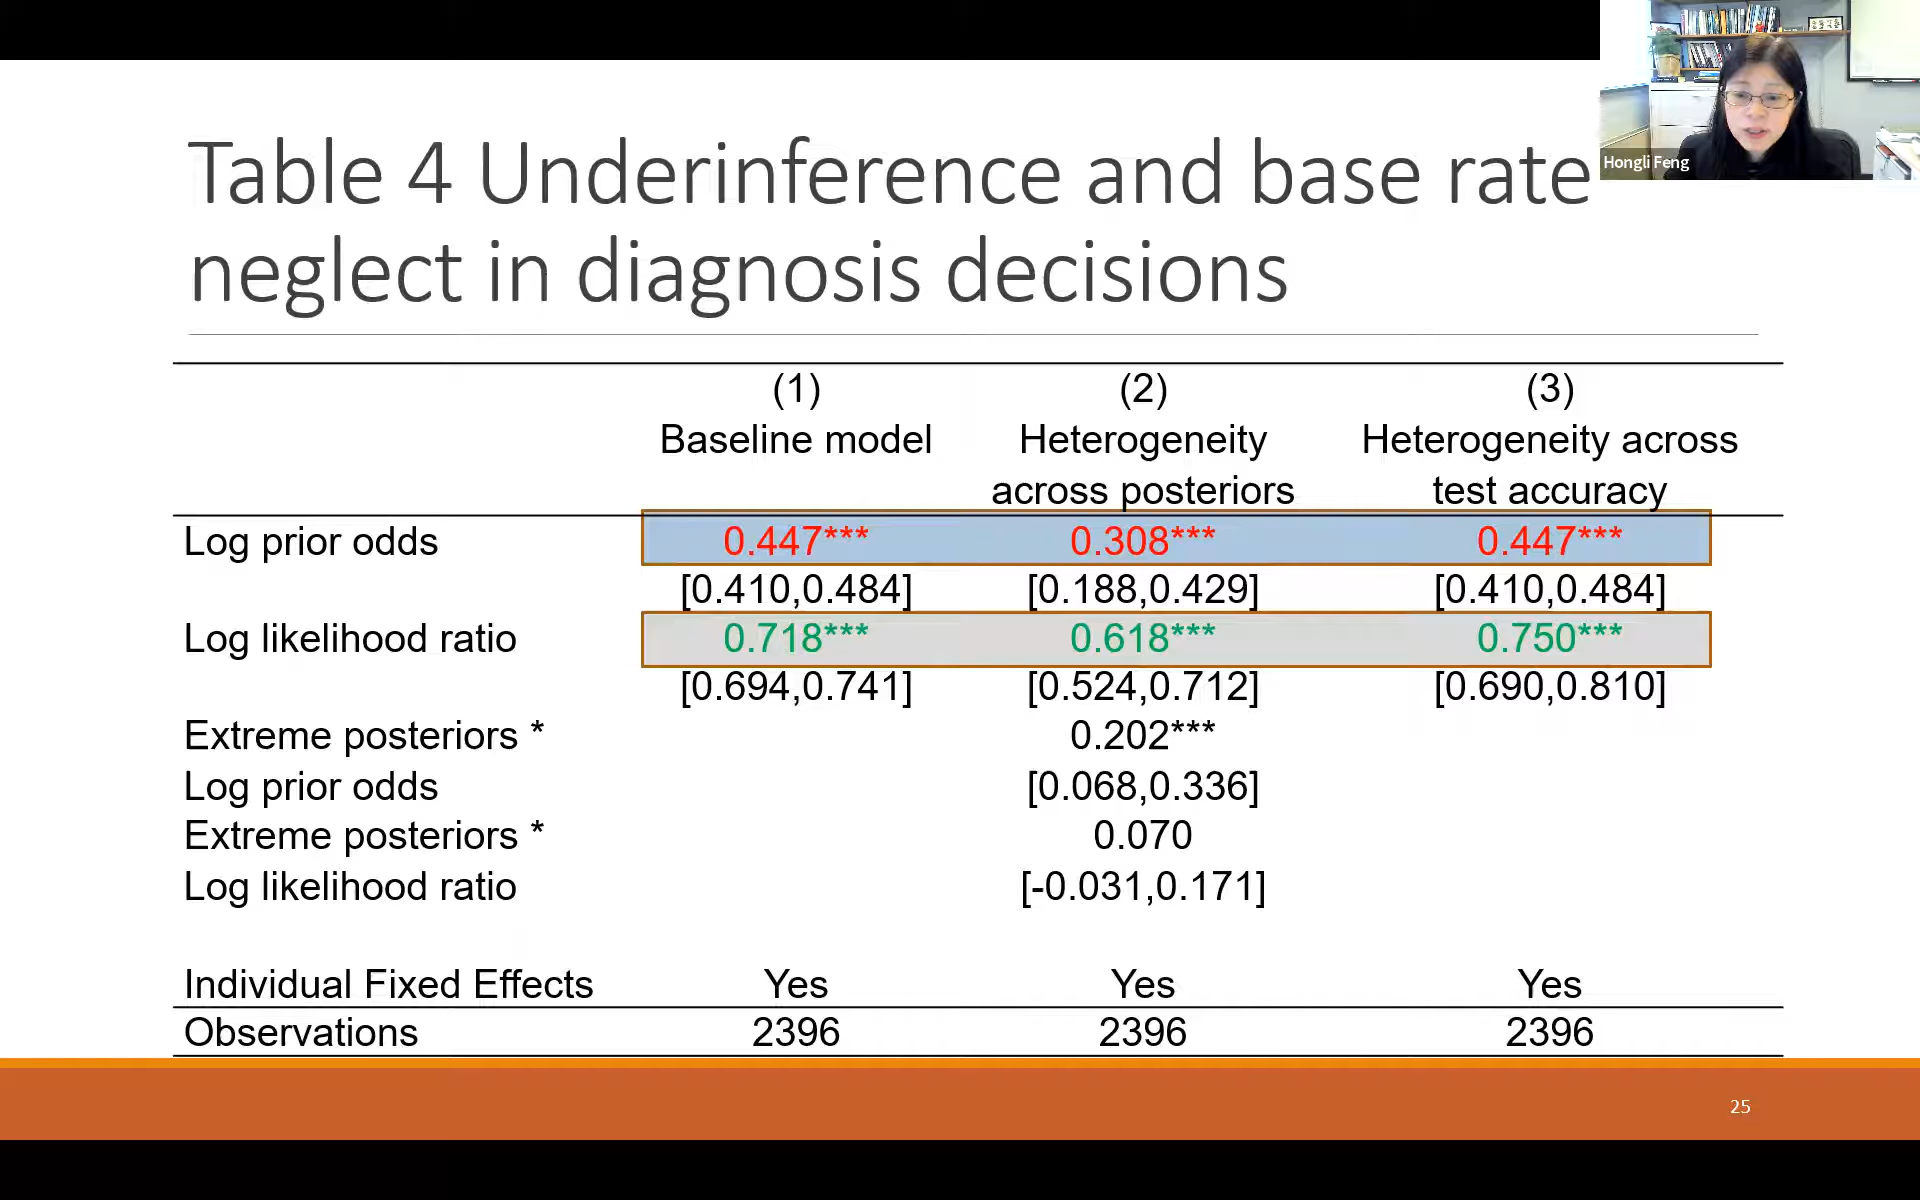 Hongli Feng
Table 4 Underinference and base rate
neglect in diagnosis decisions
(1) (2) (3)
Baseline model Heterogeneity Heterogeneity across
across posteriors test accuracy
Log prior odds 0.447*** 0.308*** 0.447***
[0.410,0.484] [0.188,0.429] [0.410,0.484]
Log likelihood ratio 0.718*** 0.618*** 0.750***
[0.694,0.741] [0.524,0.712] [0.690,0.810]
Extreme posteriors * 0.202***
Log prior odds [0.068,0.336]
Extreme posteriors * 0.070
Log likelihood ratio [-0.031,0.171]
Individual Fixed Effects Yes Yes Yes
Observations 2396 2396 2396
25